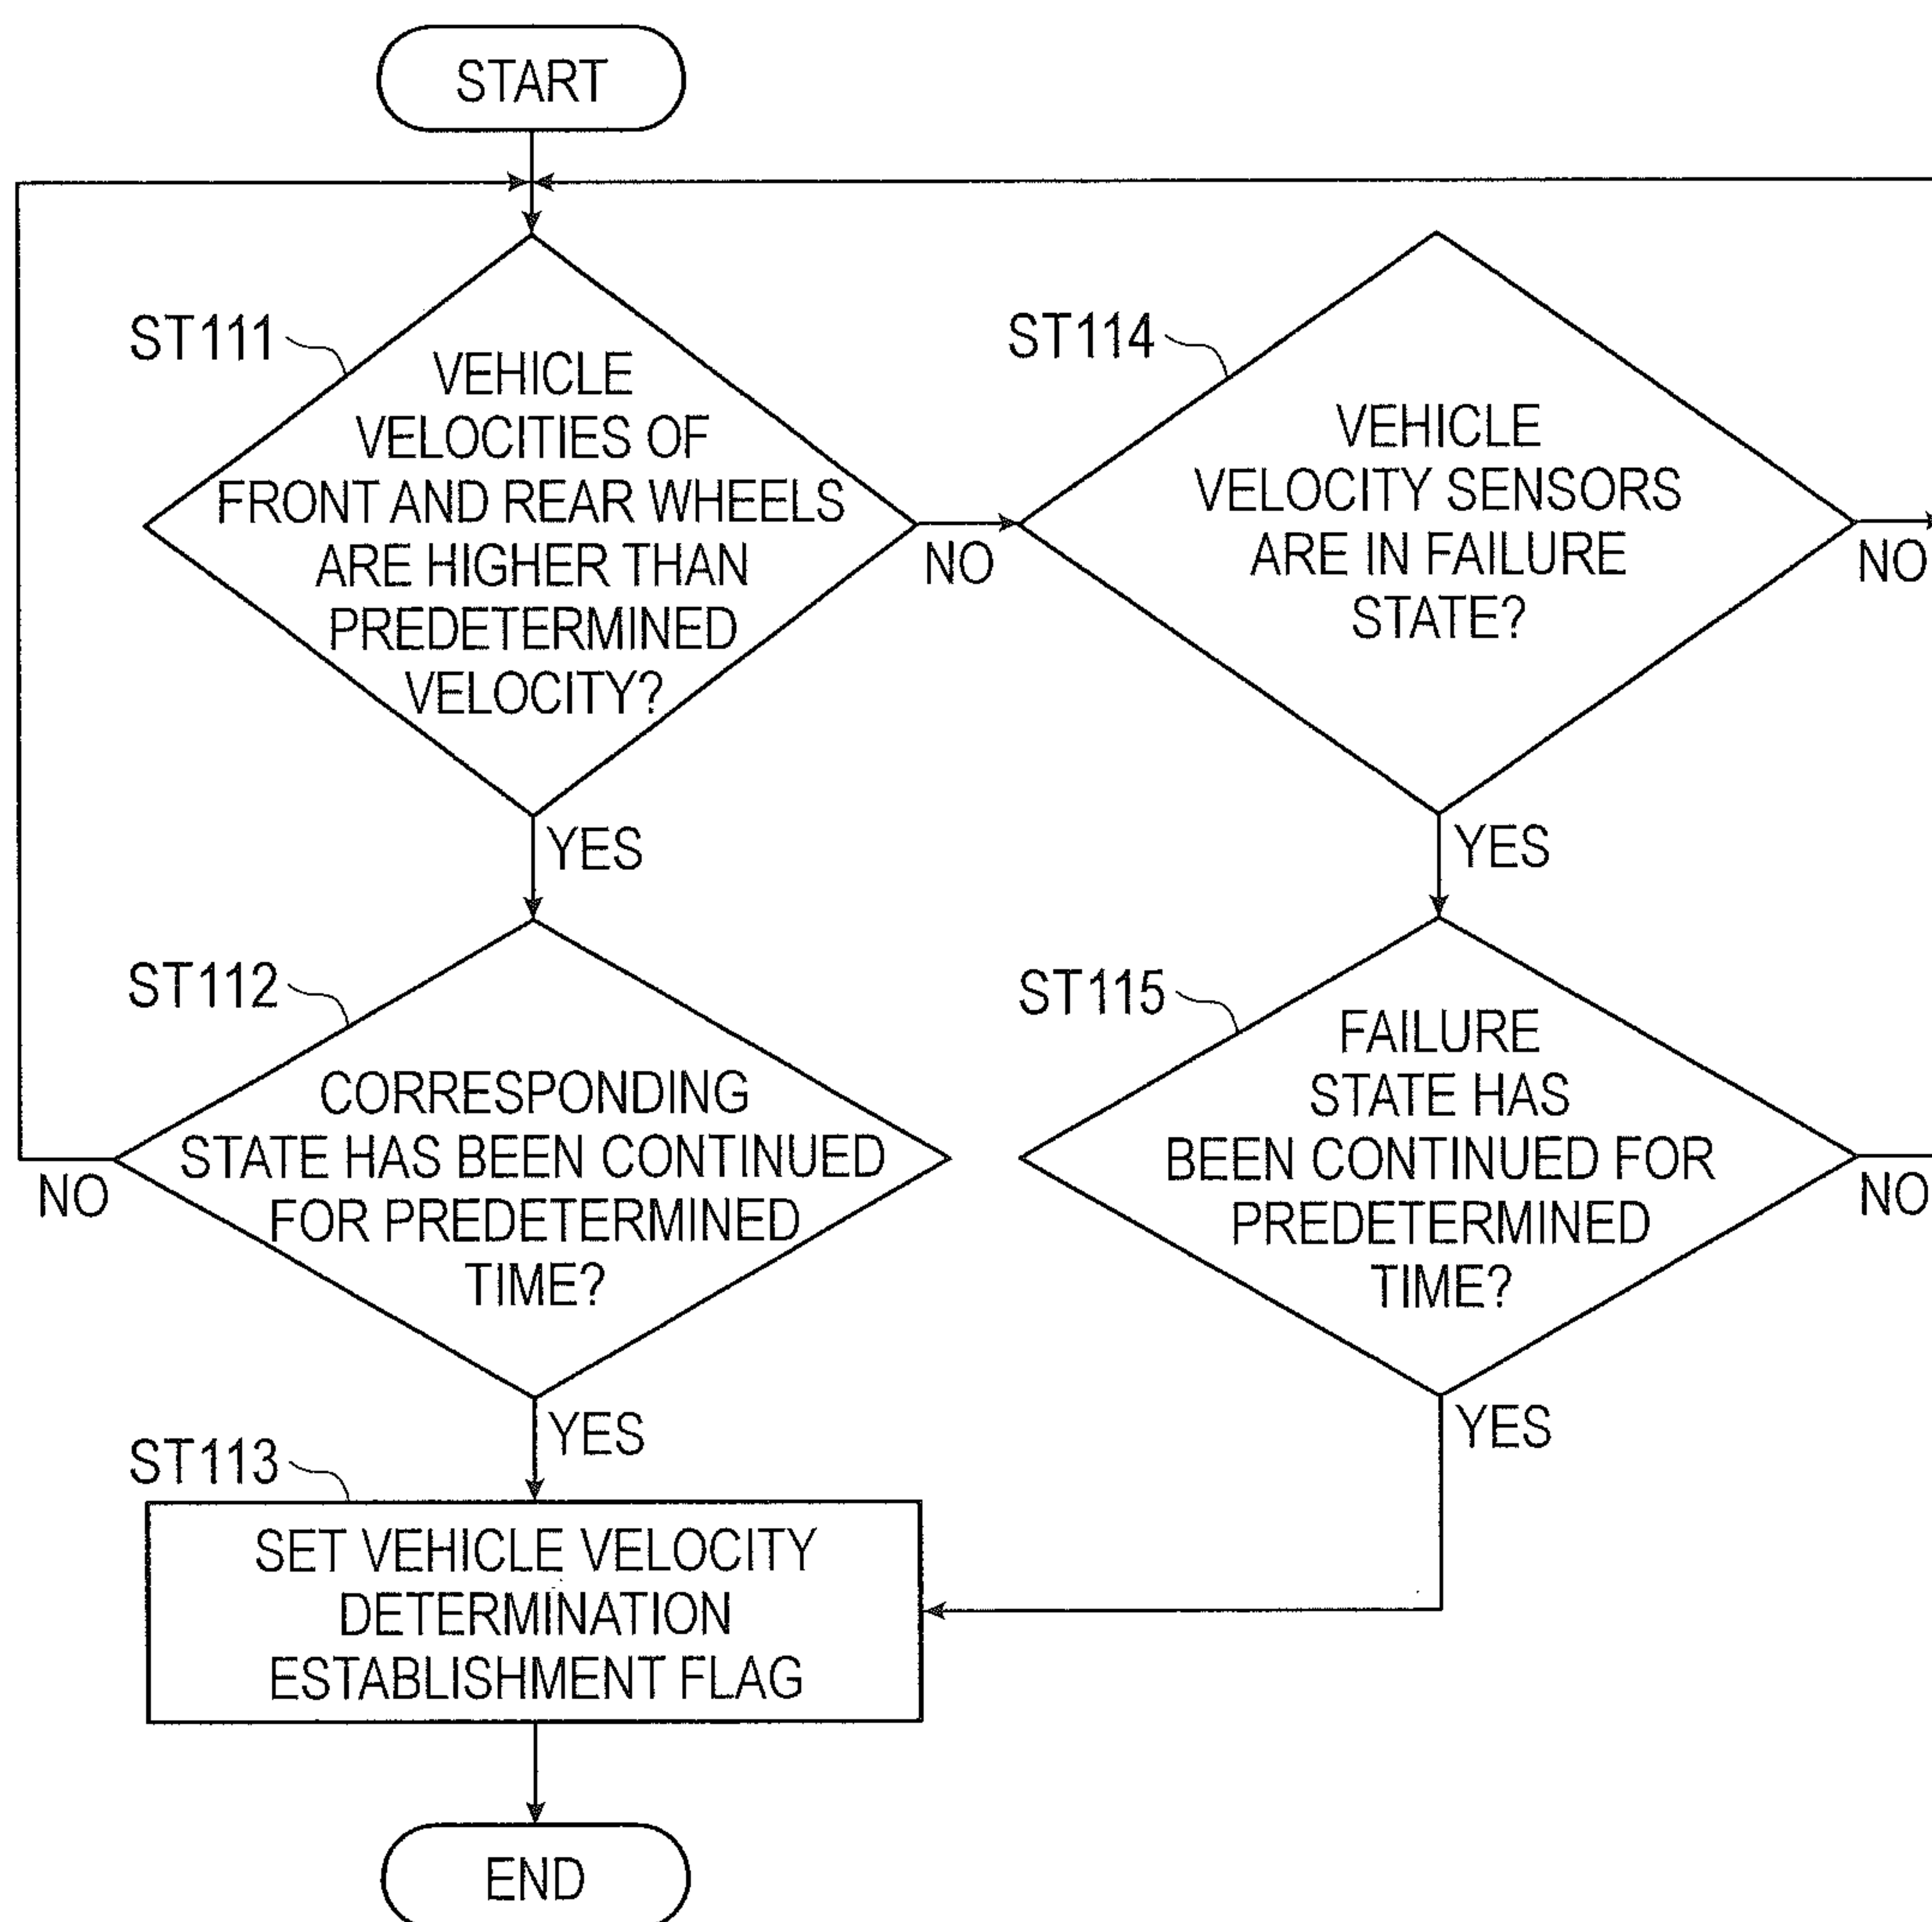 START
ST111
VEHICLE
VELOCITIES OF
FRONT AND REAR WHEELS
ARE HIGHER THAN
PREDETERMINED
VELOCITY?
NO
YES
ST114
VEHICLE
VELOCITY SENSORS
ARE IN FAILURE
STATE?
NO
YES
ST112
CORRESPONDING
STATE HAS BEEN CONTINUED
FOR PREDETERMINED
TIME?
NO
YES
ST115
FAILURE
STATE HAS
BEEN CONTINUED FOR
PREDETERMINED
TIME?
NO
YES
ST113
SET VEHICLE VELOCITY
DETERMINATION
ESTABLISHMENT FLAG
END